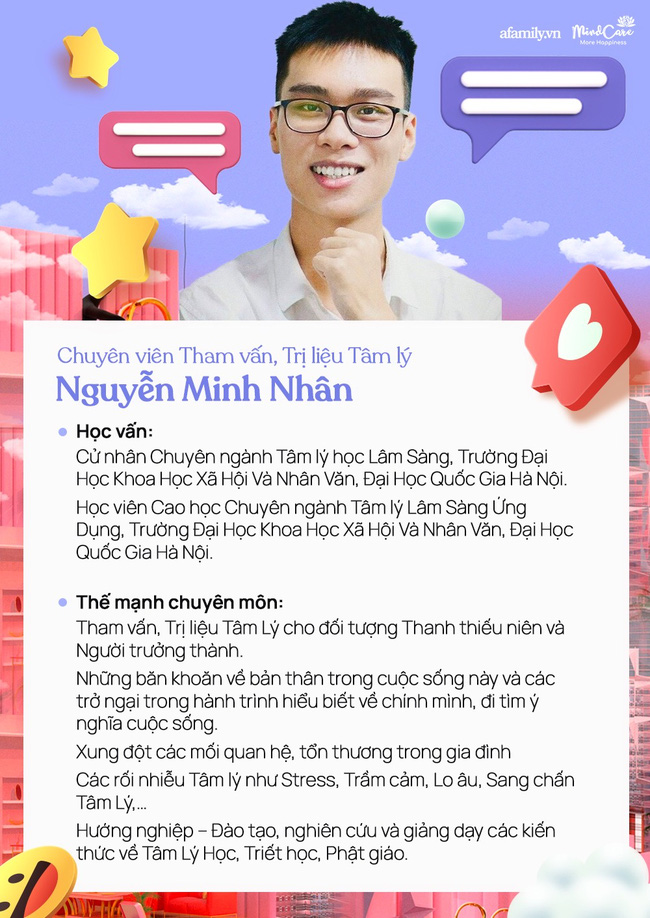 afamily.vn
MindCare
More Happiness
Chuyên viên Tham vấn, Trị liệu Tâm lý
Nguyễn Minh Nhân
Học vấn:
Cử nhân Chuyên ngành Tâm lý học Lâm Sàng, Trường Đại
Học Khoa Học Xã Hội Và Nhân Văn, Đại Học Quốc Gia Hà Nội.
Học viên Cao học Chuyên ngành Tâm lý Lâm Sàng Ứng
Dụng, Trường Đại Học Khoa Học Xã Hội Và Nhân Văn, Đại Học
Quốc Gia Hà Nội.
Thế mạnh chuyên môn:
Tham vấn, Trị liệu Tâm Lý cho đối tượng Thanh thiếu niên và
Người trưởng thành.
Những băn khoăn về bản thân trong cuộc sống này và các
trở ngại trong hành trình hiểu biết về chính mình, đi tìm ý
nghĩa cuộc sống.
Xung đột các mối quan hệ, tổn thương trong gia đình
Các rối nhiễu Tâm lý như Stress, Trầm cảm, Lo âu, Sang chấn
Tâm Lý,...
Hướng nghiệp – Đào tạo, nghiên cứu và giảng dạy các kiến
thức về Tâm Lý Học, Triết học, Phật giáo.